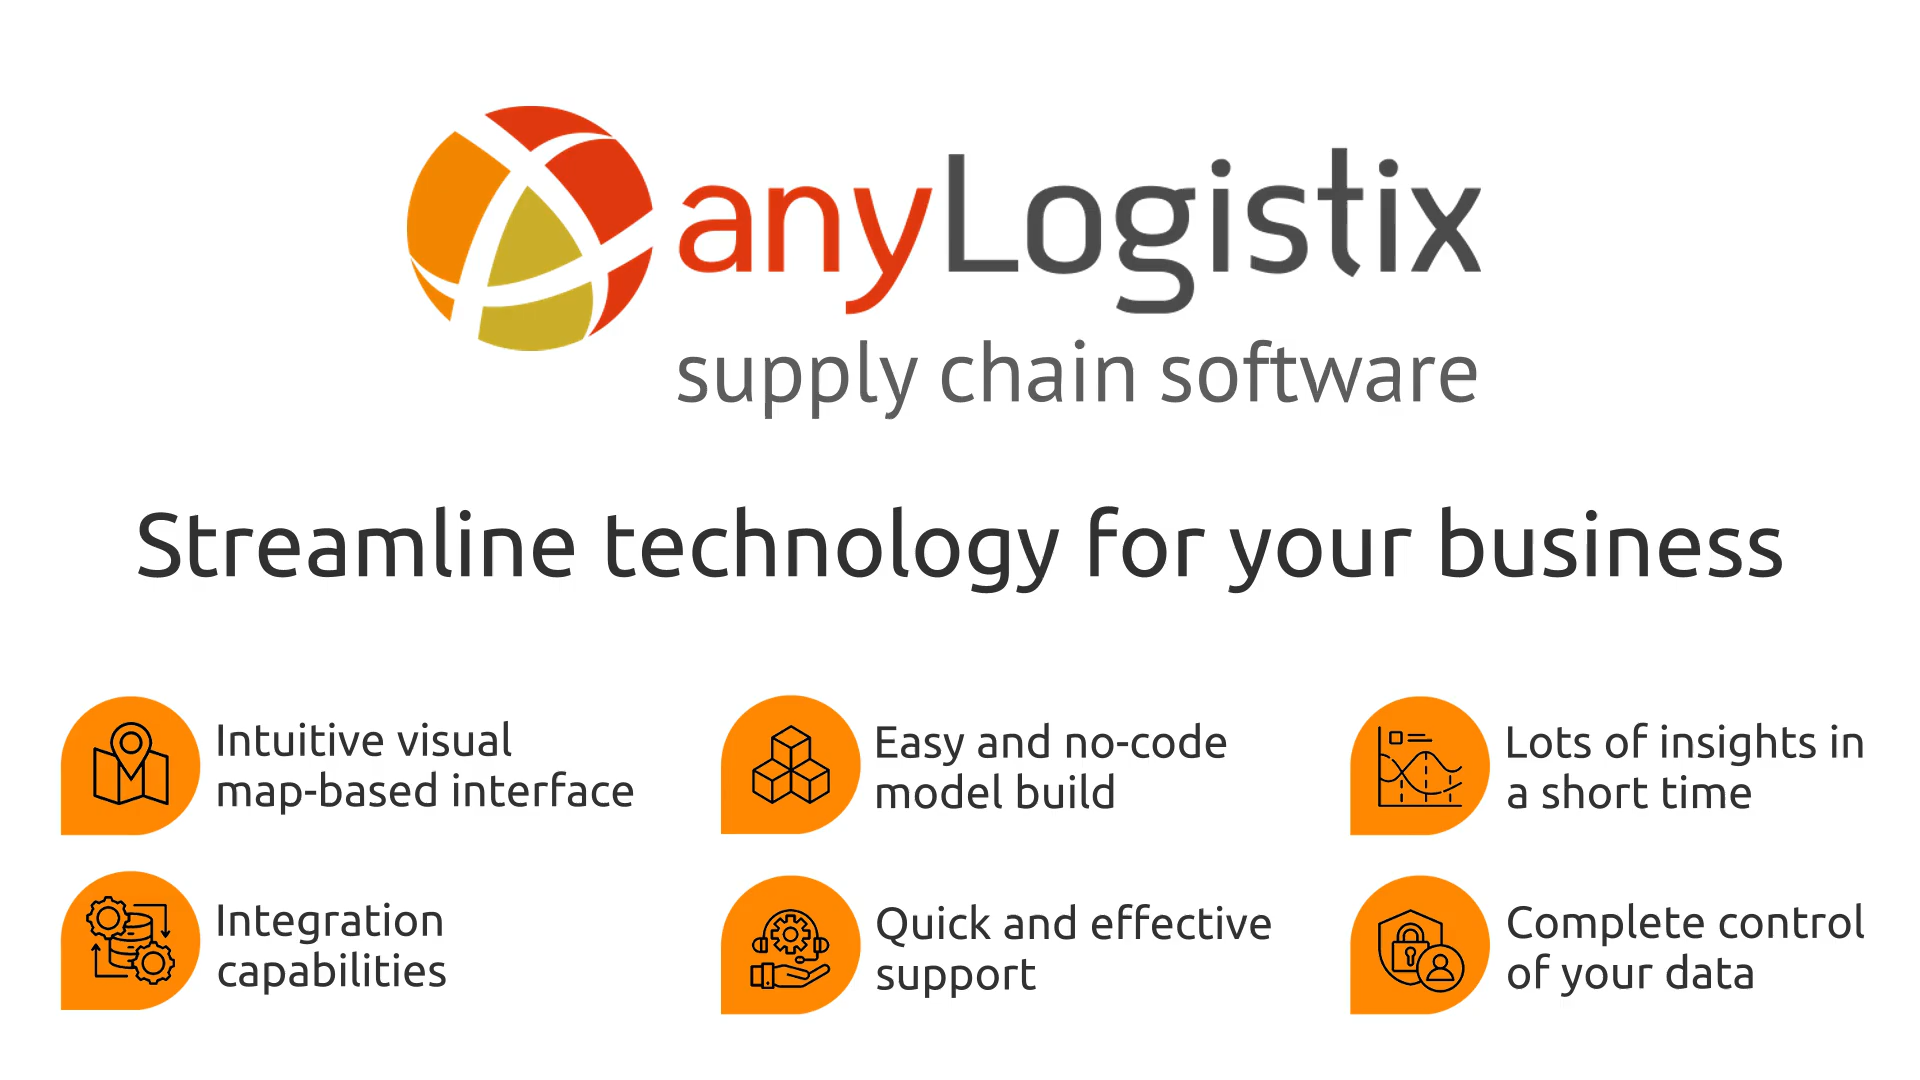 anyLogistix
supply chain software
Streamline technology for your business
Intuitive visual
map-based interface
Easy and no-code
model build
Lots of insights in
a short time
Integration
capabilities
Quick and effective
support
Complete control
of your data